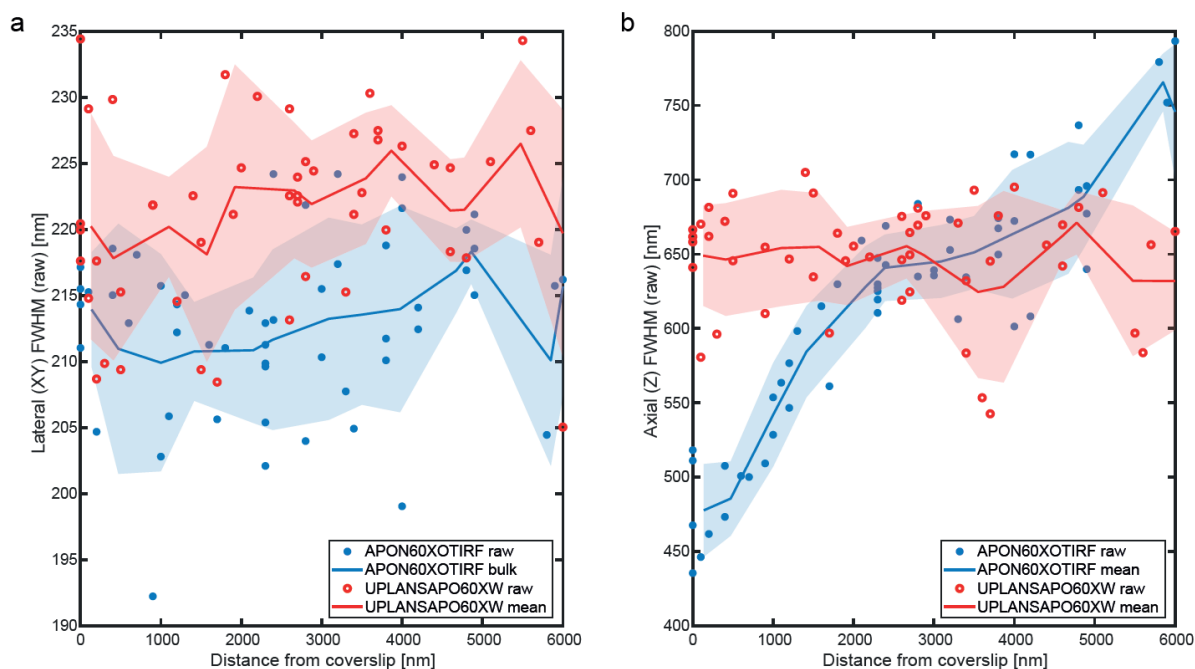 a
Lateral (XY) FWHM (raw) [nm]
235
230
225
220
215
210
205
200
195
190
0
1000
2000
3000
4000
5000
6000
Distance from coverslip [nm]
APON60XOTIRF raw
APON60XOTIRF bulk
UPLANSAPO60XW raw
UPLANSAPO60XW mean
b
Axial (Z) FWHM (raw) [nm]
800
750
700
650
600
550
500
450
400
0
1000
2000
3000
4000
5000
6000
Distance from coverslip [nm]
APON60XOTIRF raw
APON60XOTIRF mean
UPLANSAPO60XW raw
UPLANSAPO60XW mean